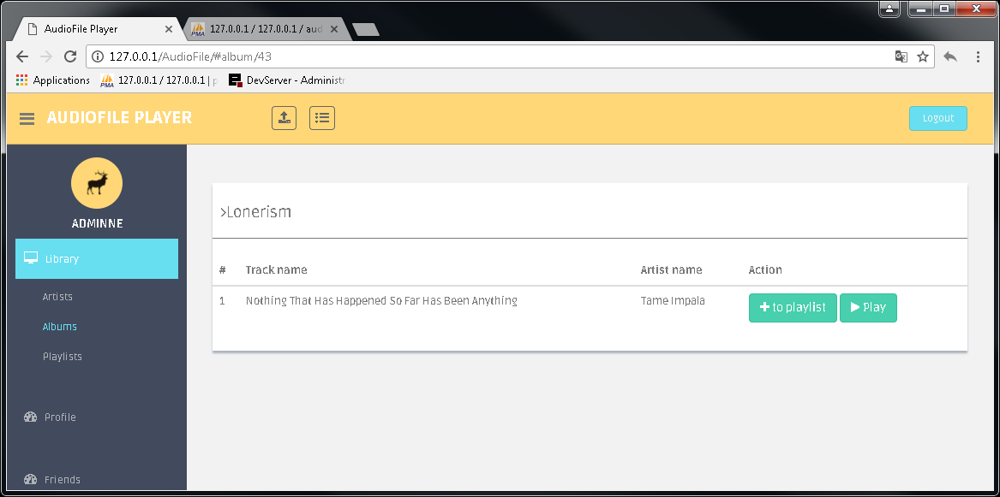 AudioFile Player
127.0.0.1 / 127.0.0.1 / aud
127.0.0.1/AudioFile/#album/43
Applications
PMA
127.0.0.1 / 127.0.0.1 | p
DevServer - Administr
AUDIOFILE PLAYER
Logout
ADMINNE
Library
Artists
Albums
Playlists
Profile
Friends
>Lonerism
# Track name Artist name Action
1 Nothing That Has Happened So Far Has Been Anything Tame Impala + to playlist Play